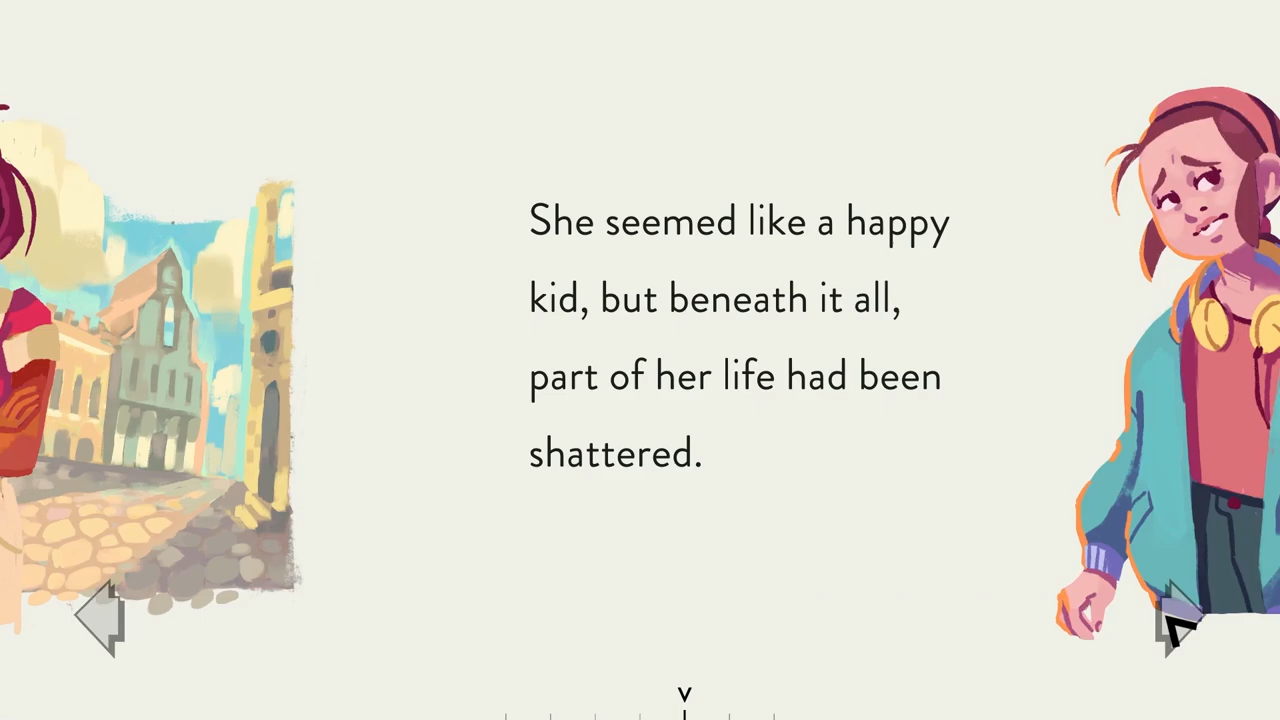 She seemed like a happy
kid, but beneath it all,
part of her life had been
shattered.